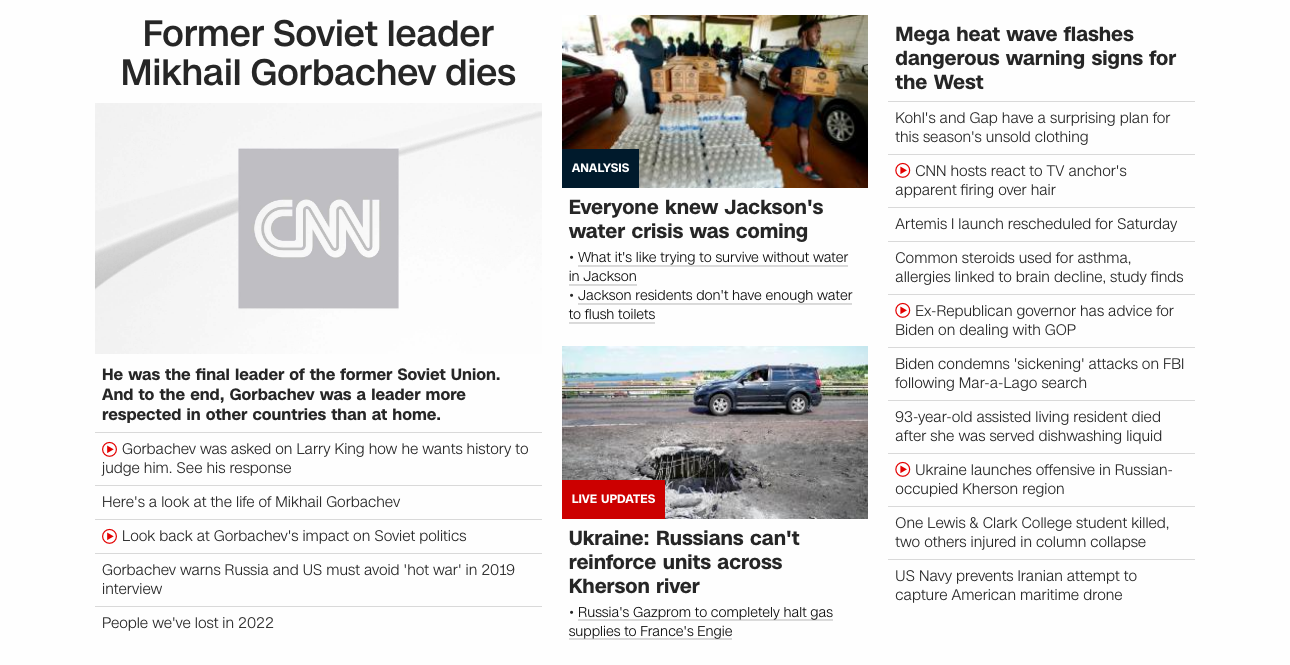 Former Soviet leader
Mikhail Gorbachev dies
CNN
He was the final leader of the former Soviet Union.
And to the end, Gorbachev was a leader more
respected in other countries than at home.
Gorbachev was asked on Larry King how he wants history to
judge him. See his response
Here's a look at the life of Mikhail Gorbachev
Look back at Gorbachev's impact on Soviet politics
Gorbachev warns Russia and US must avoid 'hot war' in 2019
interview
People we've lost in 2022
ANALYSIS
Everyone knew Jackson's
water crisis was coming
• What it's like trying to survive without water
in Jackson
• Jackson residents don't have enough water
to flush toilets
LIVE UPDATES
Ukraine: Russians can't
reinforce units across
Kherson river
• Russia's Gazprom to completely halt gas
supplies to France's Engie
Mega heat wave flashes
dangerous warning signs for
the West
Kohl's and Gap have a surprising plan for
this season's unsold clothing
CNN hosts react to TV anchor's
apparent firing over hair
Artemis I launch rescheduled for Saturday
Common steroids used for asthma,
allergies linked to brain decline, study finds
Ex-Republican governor has advice for
Biden on dealing with GOP
Biden condemns 'sickening' attacks on FBI
following Mar-a-Lago search
93-year-old assisted living resident died
after she was served dishwashing liquid
Ukraine launches offensive in Russian-
occupied Kherson region
One Lewis & Clark College student killed,
two others injured in column collapse
US Navy prevents Iranian attempt to
capture American maritime drone